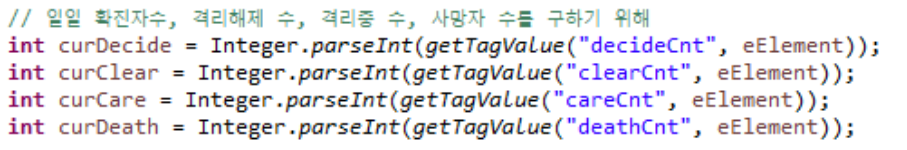 // 일일 확진자수, 격리해제 수, 격리중 수, 사망자 수를 구하기 위해
int curDecide = Integer.parseInt(getTagValue("decideCnt", eElement));
int curClear = Integer.parseInt(getTagValue("clearCnt", eElement));
int curCare = Integer.parseInt(getTagValue("careCnt", eElement));
int curDeath = Integer.parseInt(getTagValue("deathCnt", eElement));